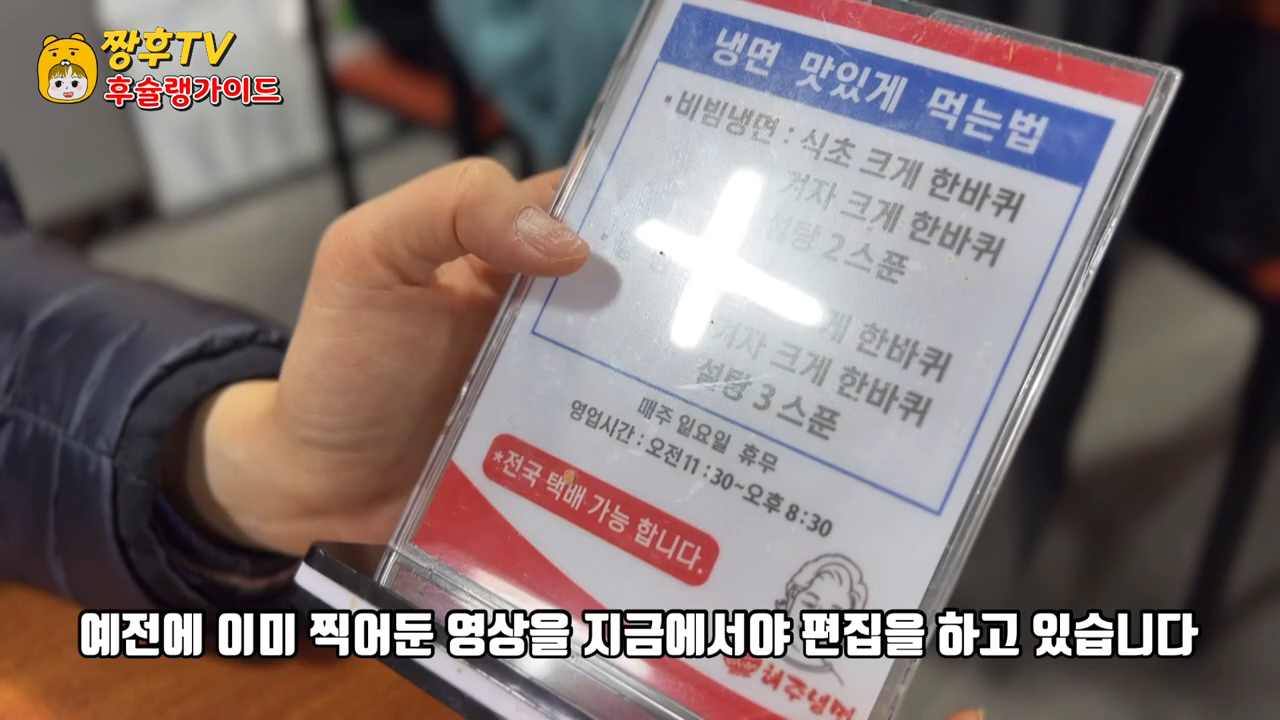 짱후TV
후슐랭가이드
냉면 맛있게 먹는법
· 비빔냉면 : 식초 크게 한바퀴
겨자 크게 한바퀴
설탕 2스푼
한바퀴
겨자 크게 한바퀴
설탕 3 스푼
매주 일요일 휴무
영업시간 : 오전11:30~오후 8:30
*전국 택배 가능 합니다.
예전에 이미 찍어둔 영상을 지금에서야 편집을 하고 있습니다